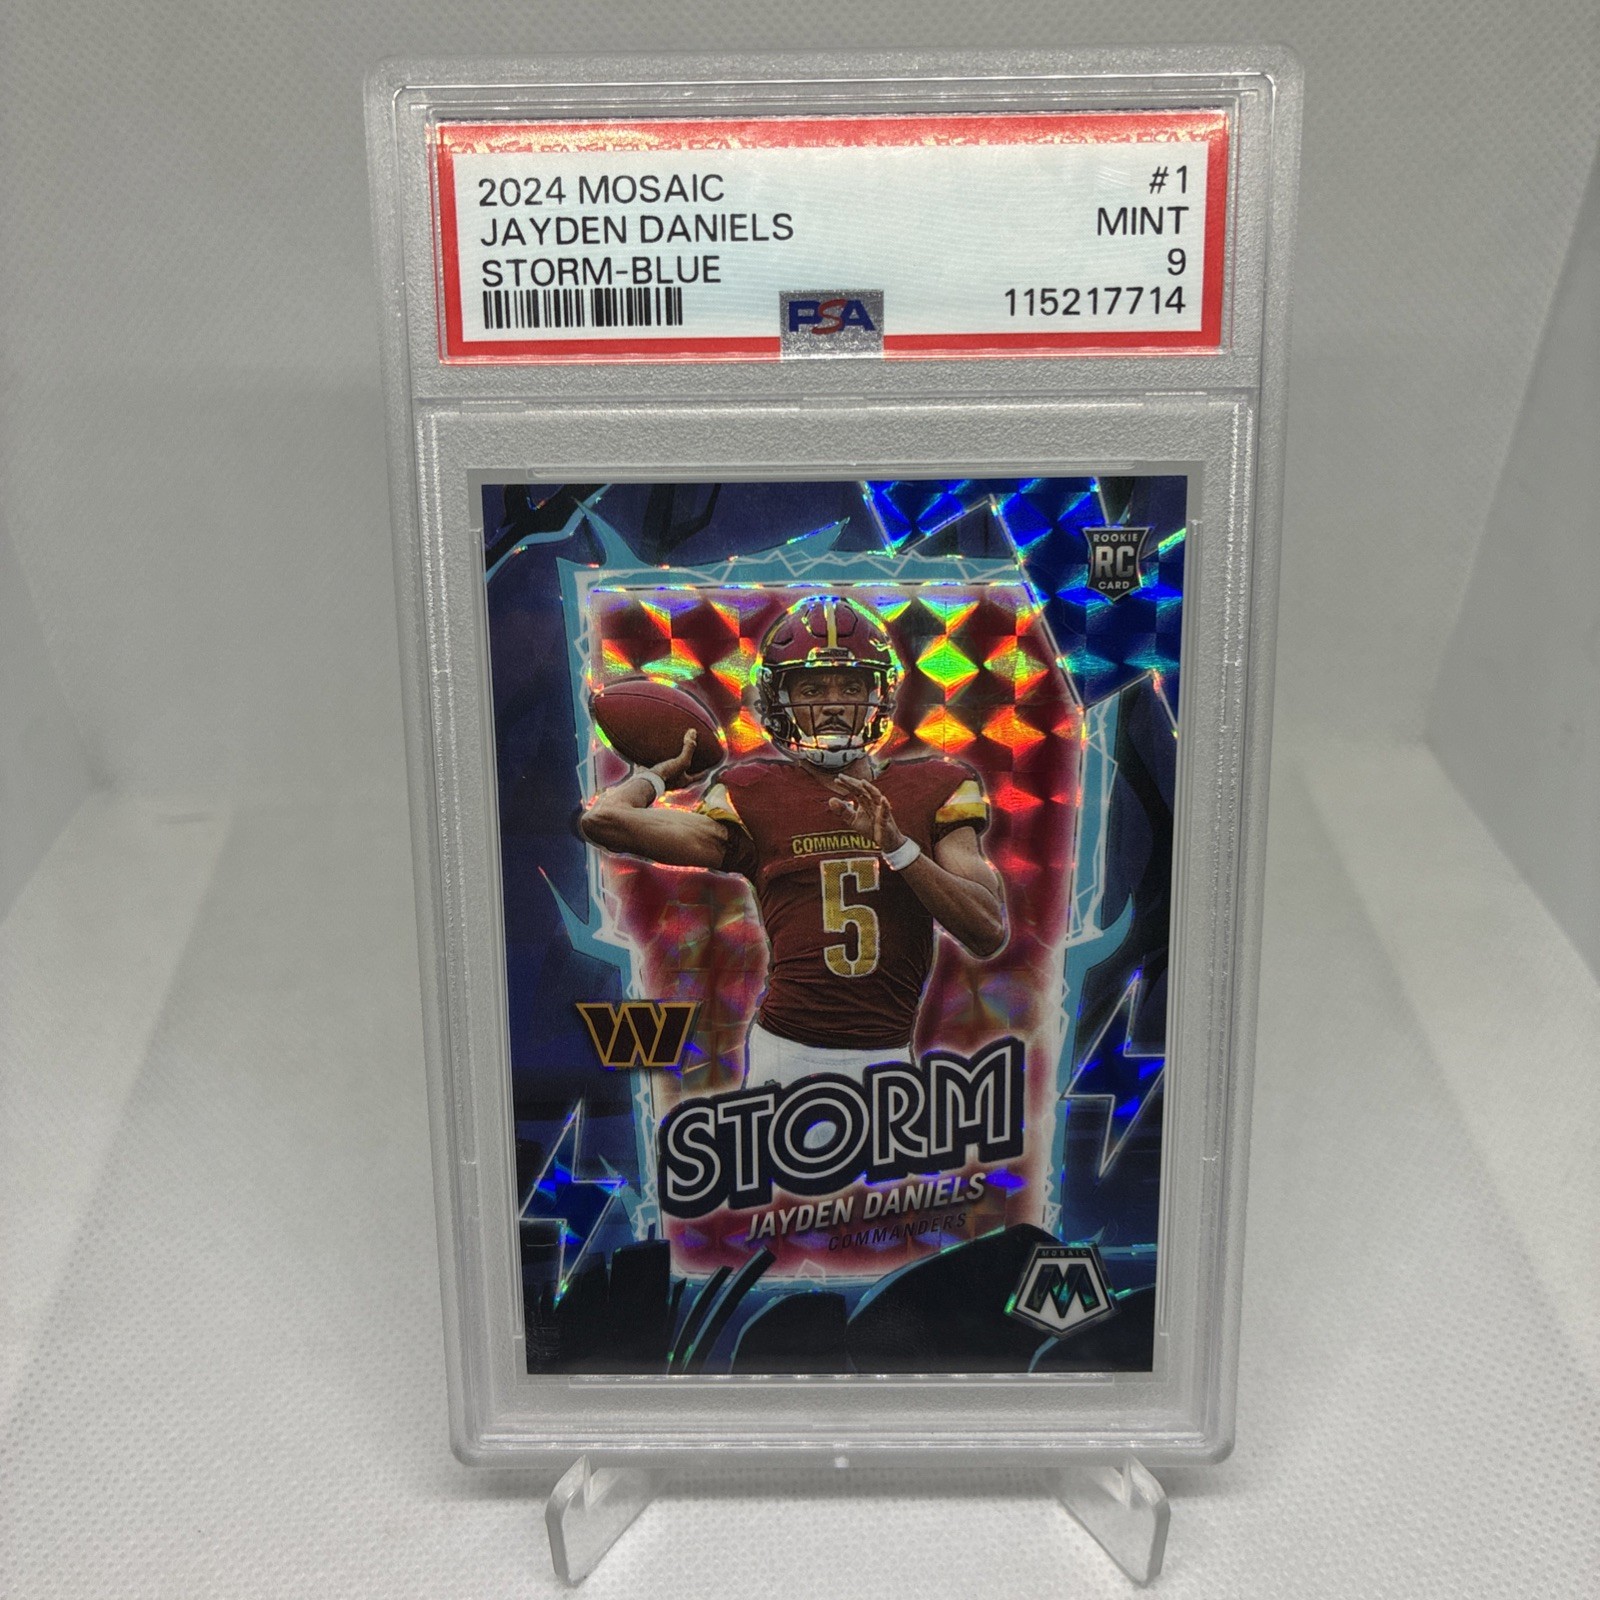 2024 MOSAIC #1
JAYDEN DANIELS MINT
STORM-BLUE 9
115217714
PSA
ROOKIE
RC
CARD
COMMAND
5
W
STORM
JAYDEN DANIELS
COMMANDERS
MOSAIC
M